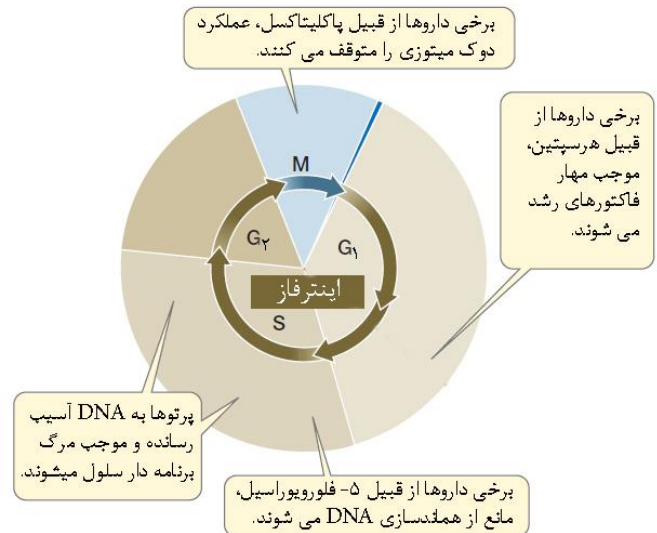 برخی داروها از قبیل پاکلیتاکسل، عملکرد
دوک میتوزی را متوقف می کنند.
برخی داروها از
قبیل هرسپتین،
موجب مهار
فاکتورهای رشد
می شوند.
M
G۲
G۱
اینترفاز
S
پرتوها به DNA آسیب
رسانده و موجب مرگ
برنامه دار سلول میشوند.
برخی داروها از قبیل ۵- فلورویوراسیل،
مانع از همانندسازی DNA می شوند.